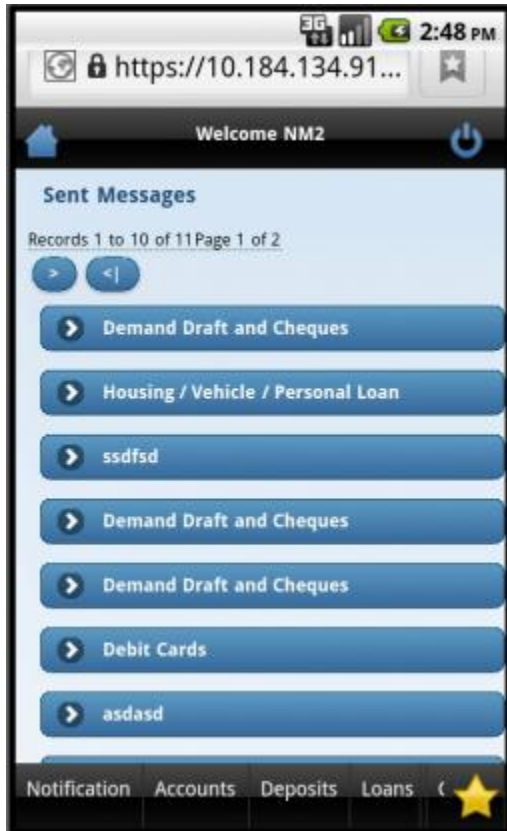 3G 2:48 PM
https://10.184.134.91...
Welcome NM2
Sent Messages
Records 1 to 10 of 11Page 1 of 2
> <|
Demand Draft and Cheques
Housing / Vehicle / Personal Loan
ssdfsd
Demand Draft and Cheques
Demand Draft and Cheques
Debit Cards
asdasd
Notification Accounts Deposits Loans